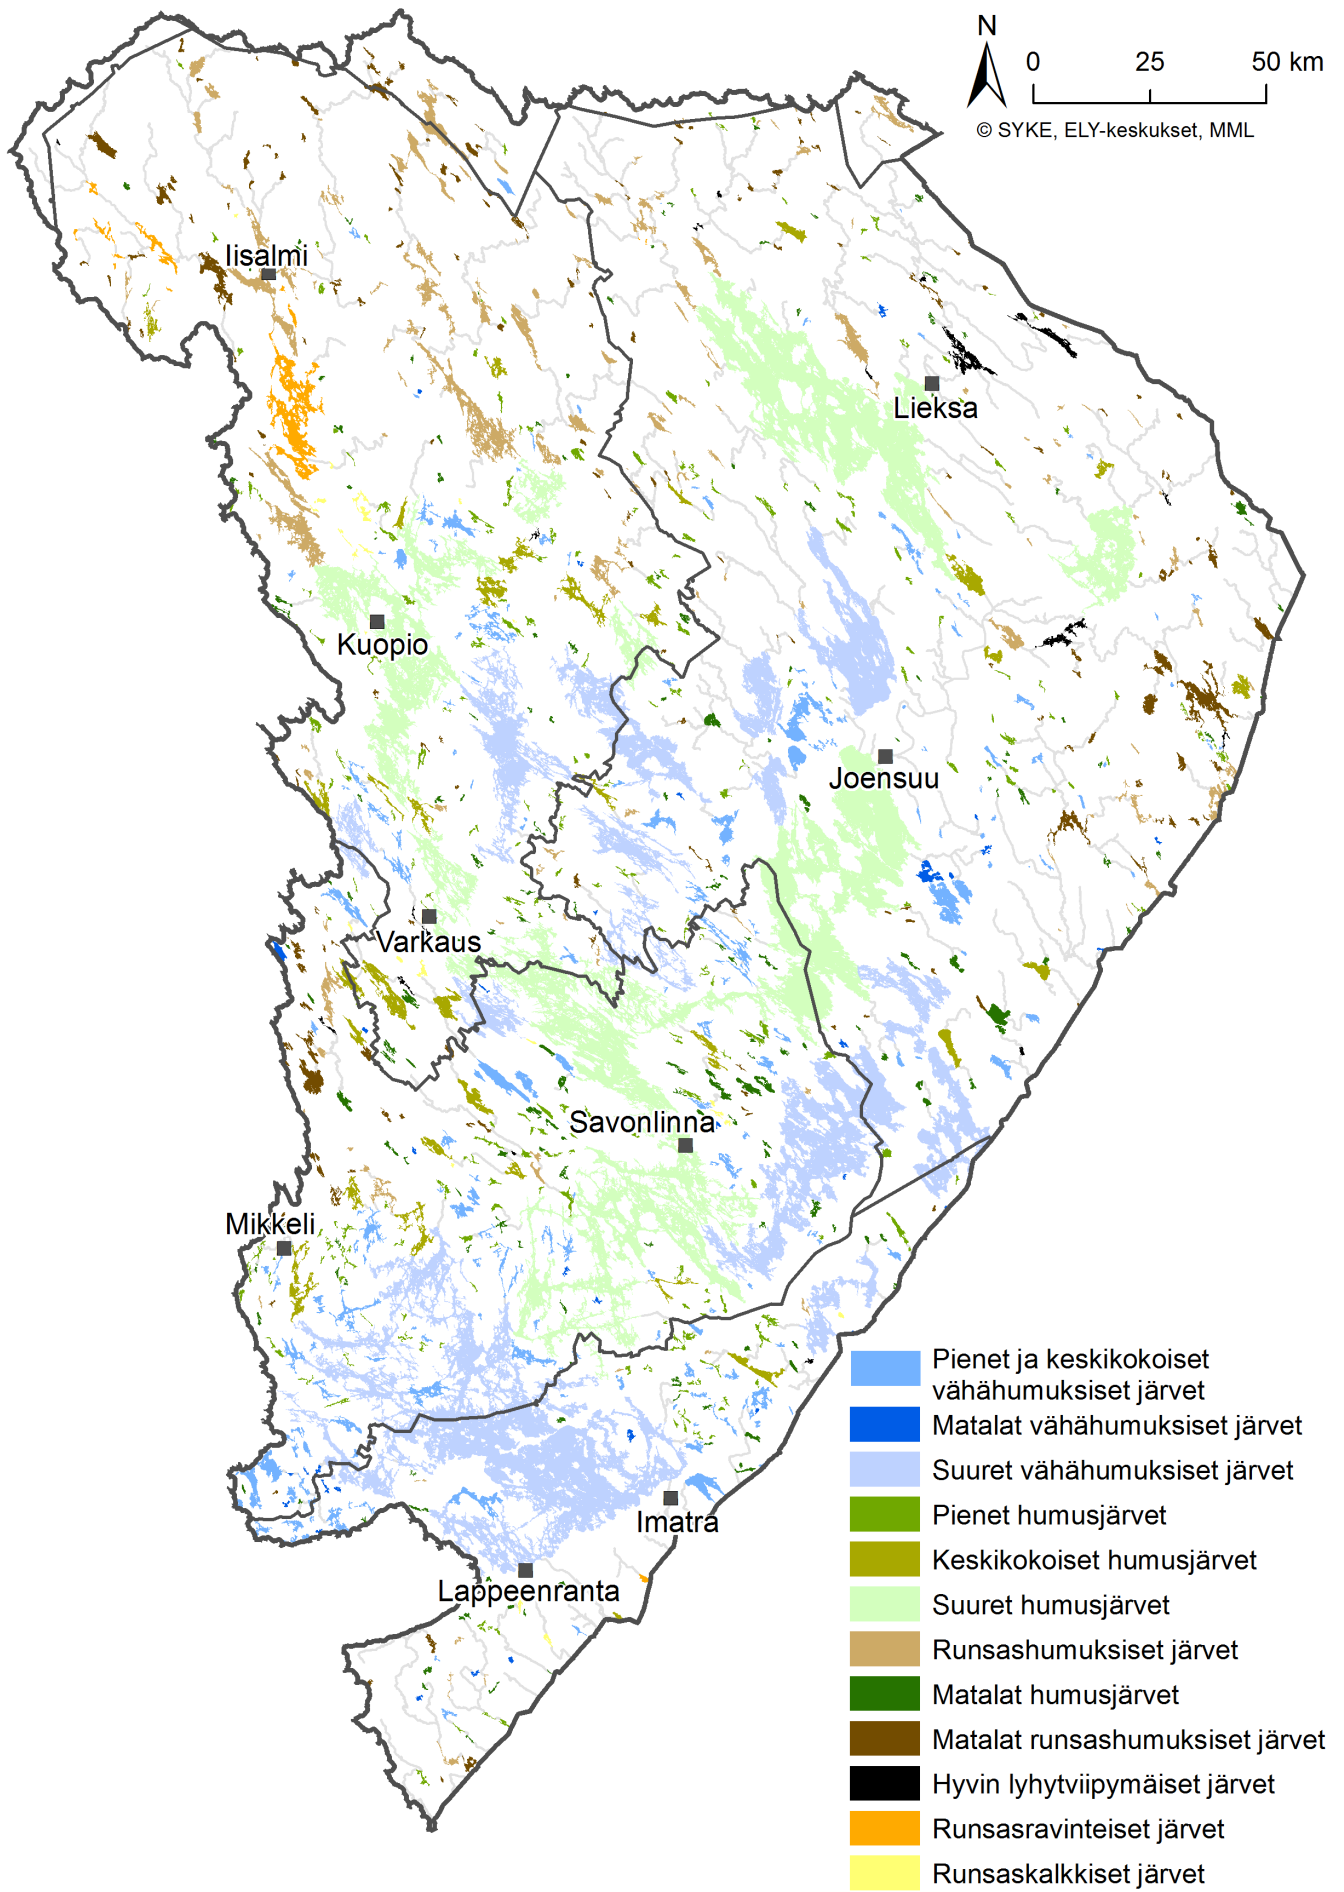 N
0 25 50 km
© SYKE, ELY-keskukset, MML
Iisalmi
Lieksa
Kuopio
Joensuu
Varkaus
Savonlinna
Mikkeli
Imatra
Lappeenranta
Pienet ja keskikokoiset
vähähumuksiset järvet
Matalat vähähumuksiset järvet
Suuret vähähumuksiset järvet
Pienet humusjärvet
Keskikokoiset humusjärvet
Suuret humusjärvet
Runsashumuksiset järvet
Matalat humusjärvet
Matalat runsashumuksiset järvet
Hyvin lyhytviipymäiset järvet
Runsasravinteiset järvet
Runsaskalkkiset järvet